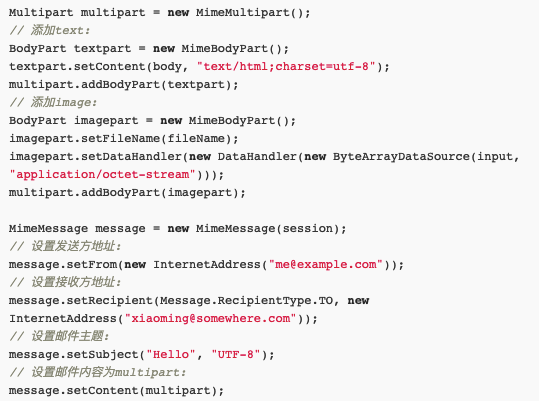 Multipart multipart = new MimeMultipart();
// 添加text:
BodyPart textpart = new MimeBodyPart();
textpart.setContent(body, "text/html;charset=utf-8");
multipart.addBodyPart(textpart);
// 添加image:
BodyPart imagepart = new MimeBodyPart();
imagepart.setFileName(fileName);
imagepart.setDataHandler(new DataHandler(new ByteArrayDataSource(input,
"application/octet-stream")));
multipart.addBodyPart(imagepart);

MimeMessage message = new MimeMessage(session);
// 设置发送方地址:
message.setFrom(new InternetAddress("me@example.com"));
// 设置接收方地址:
message.setRecipient(Message.RecipientType.TO, new
InternetAddress("xiaoming@somewhere.com"));
// 设置邮件主题:
message.setSubject("Hello", "UTF-8");
// 设置邮件内容为multipart:
message.setContent(multipart);